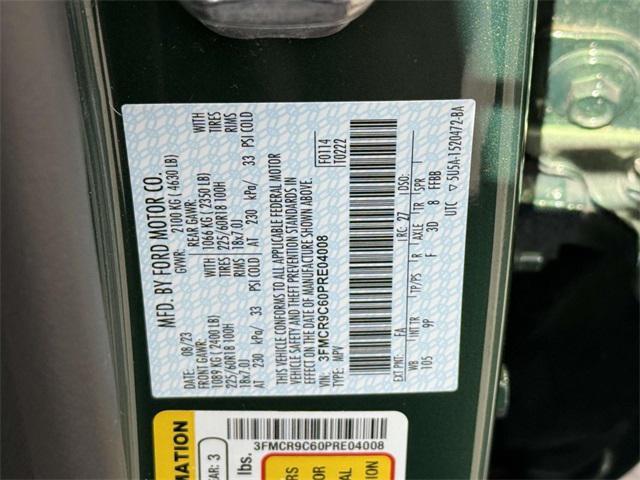 MFD. BY FORD MOTOR CO.
DATE: 08/23 GVWR: 2100 KG ( 4630 LB)
FRONT GAWR: REAR GAWR: WITH
1089 KG ( 2400 LB) 1066 KG ( 2350 LB) TIRES
225/60R18 100H TIRES 225/60R18 100H RIMS
18x7.0J RIMS 18x7.0J
AT 230 kPa/ 33 PSI COLD AT 230 kPa/ 33 PSI COLD
THIS VEHICLE CONFORMS TO ALL APPLICABLE FEDERAL MOTOR
VEHICLE SAFETY AND THEFT PREVENTION STANDARDS IN
EFFECT ON THE DATE OF MANUFACTURE SHOWN ABOVE.
VIN: 3FMCR9C60PRE04008 F0114
TYPE: MPV T0222
EXT PNT: EA RC: 27 DSO:
WB INT TR TP/PS R AXLE TR SPR
105 9P F 3D 8 FFBB
UTC ▽ 5U5A-1520472-BA
3FMCR9C60PRE04008
MATION
EAR: 3
lbs.